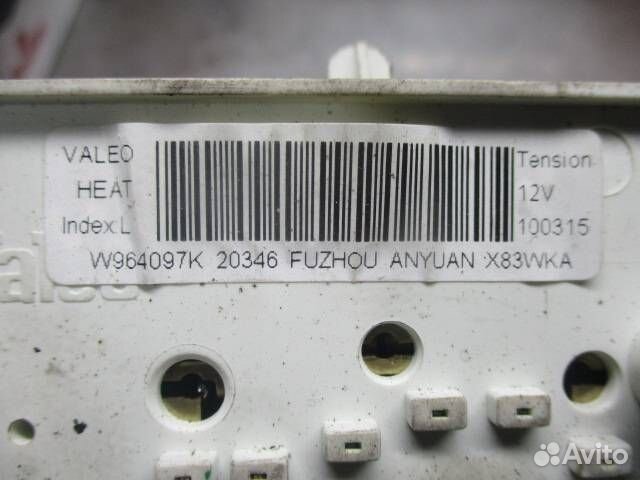 VALEO Tension
HEAT 12V
Index L 100315
W964097K 20346 FUZHOU ANYUAN X83WKA
Avito